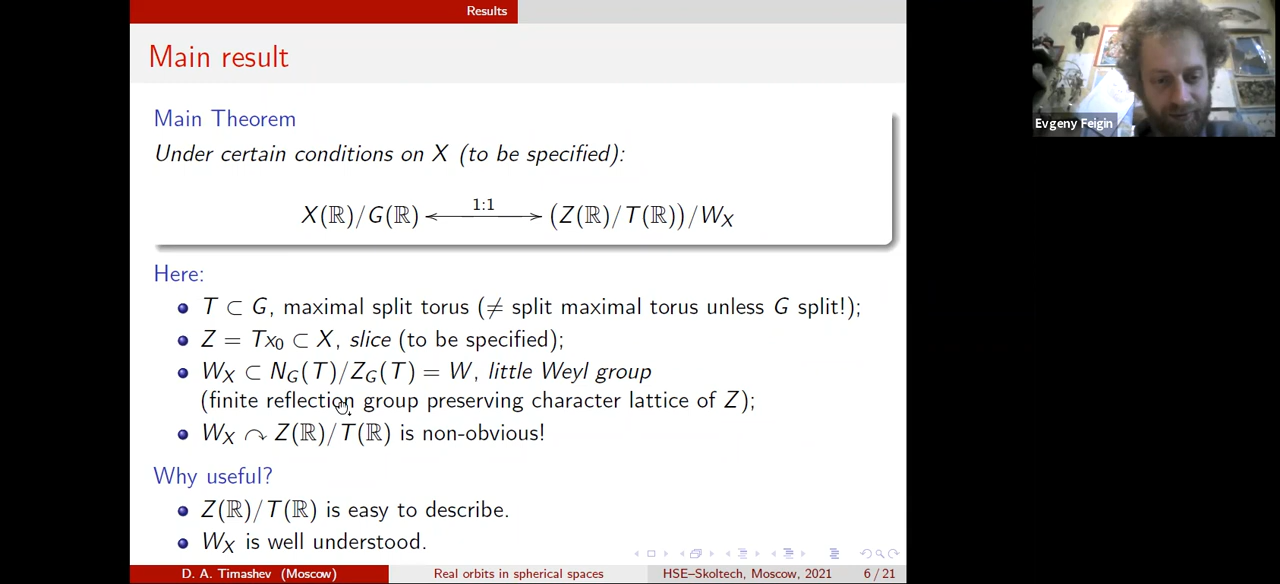 Results
Main result
Main Theorem
Under certain conditions on X (to be specified):
1:1
X(ℝ)/G(ℝ) ⟷ (Z(ℝ)/T(ℝ))/W_X
Here:
T ⊂ G, maximal split torus (≠ split maximal torus unless G split!);
Z = Tx₀ ⊂ X, slice (to be specified);
W_X ⊂ N_G(T)/Z_G(T) = W, little Weyl group
(finite reflection group preserving character lattice of Z);
W_X ↷ Z(ℝ)/T(ℝ) is non-obvious!
Why useful?
Z(ℝ)/T(ℝ) is easy to describe.
W_X is well understood.
D. A. Timashev (Moscow) Real orbits in spherical spaces HSE–Skoltech, Moscow, 2021 6 / 21
Evgeny Feigin